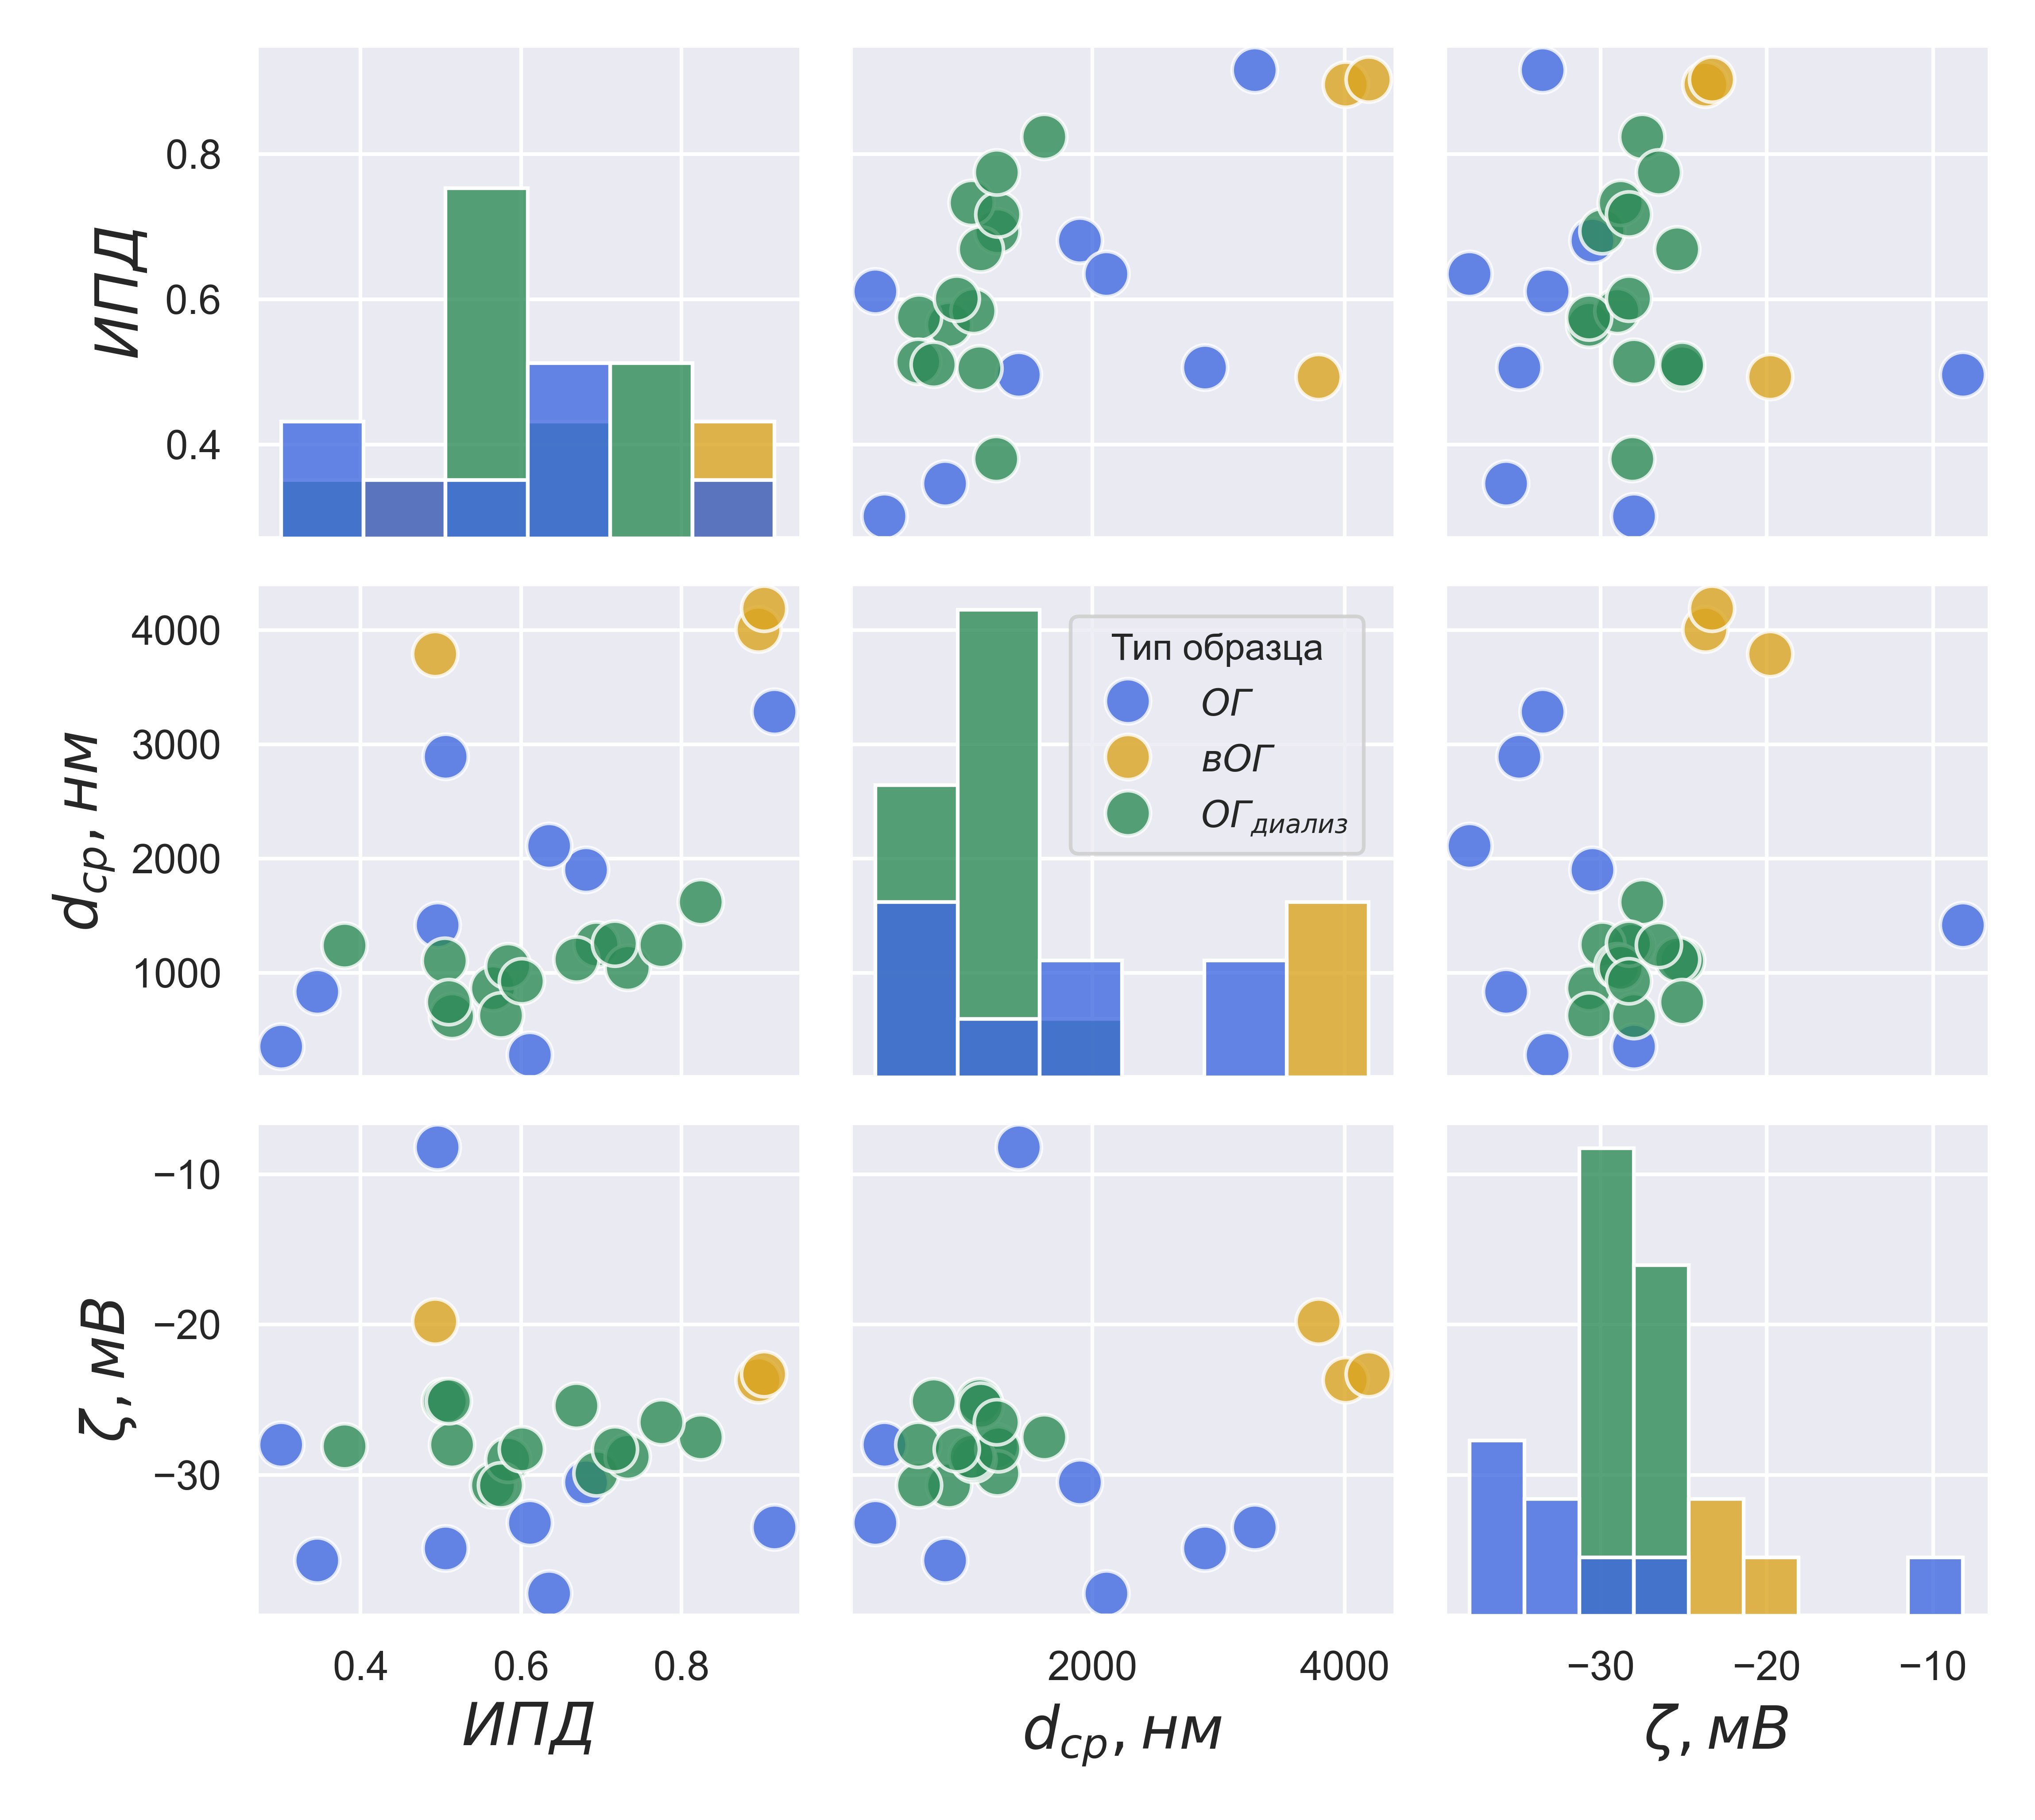 ИПД
0.8
0.6
0.4
d_ср, нм
4000
3000
2000
1000
Тип образца
ОГ
вОГ
ОГ_диализ
ζ, мВ
−10
−20
−30
0.4 0.6 0.8 2000 4000 −30 −20 −10
ИПД d_ср, нм ζ, мВ